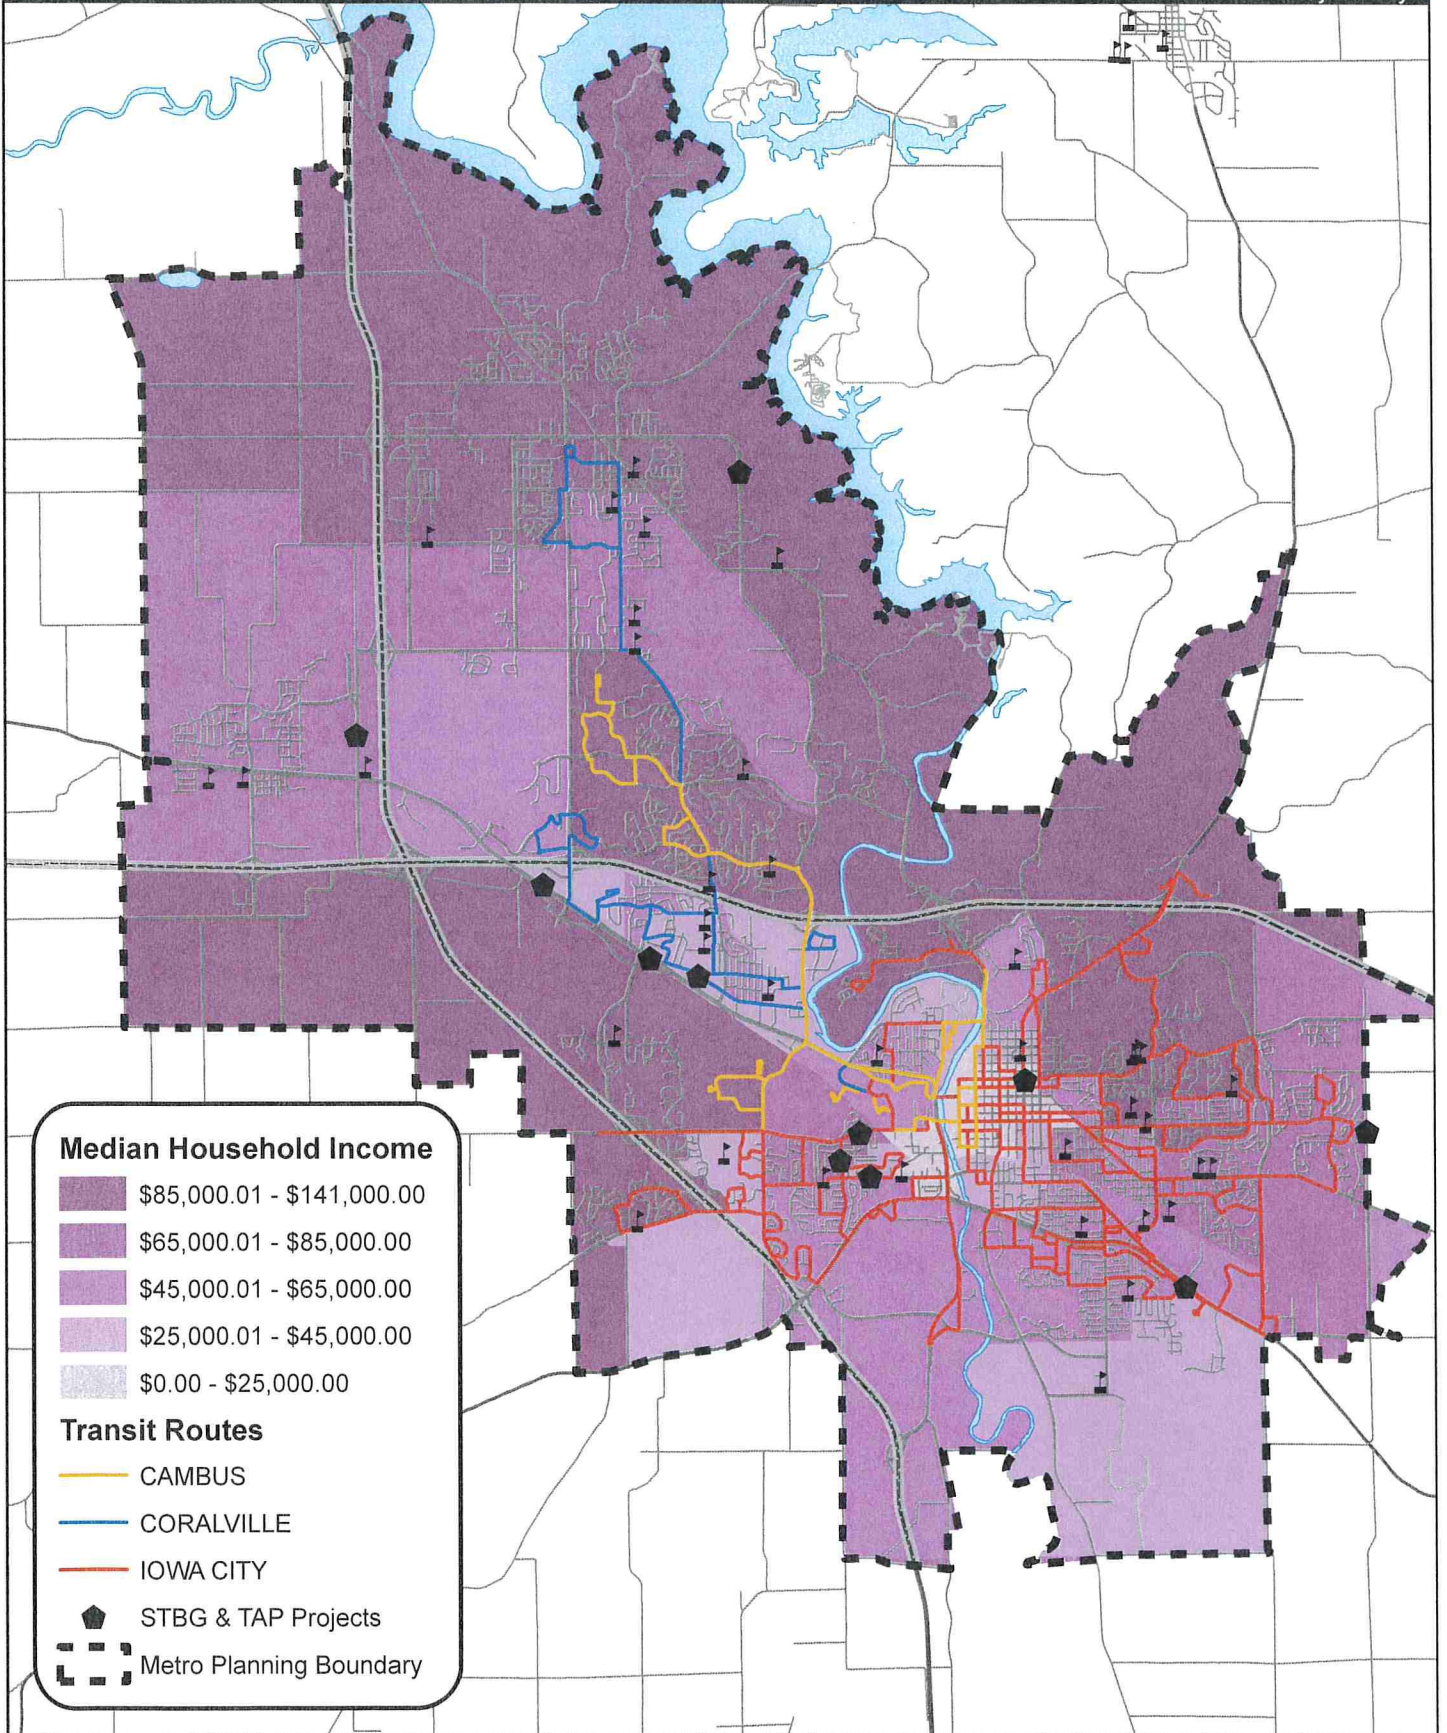 Median Household Income
$85,000.01 - $141,000.00
$65,000.01 - $85,000.00
$45,000.01 - $65,000.00
$25,000.01 - $45,000.00
$0.00 - $25,000.00
Transit Routes
CAMBUS
CORALVILLE
IOWA CITY
STBG & TAP Projects
Metro Planning Boundary